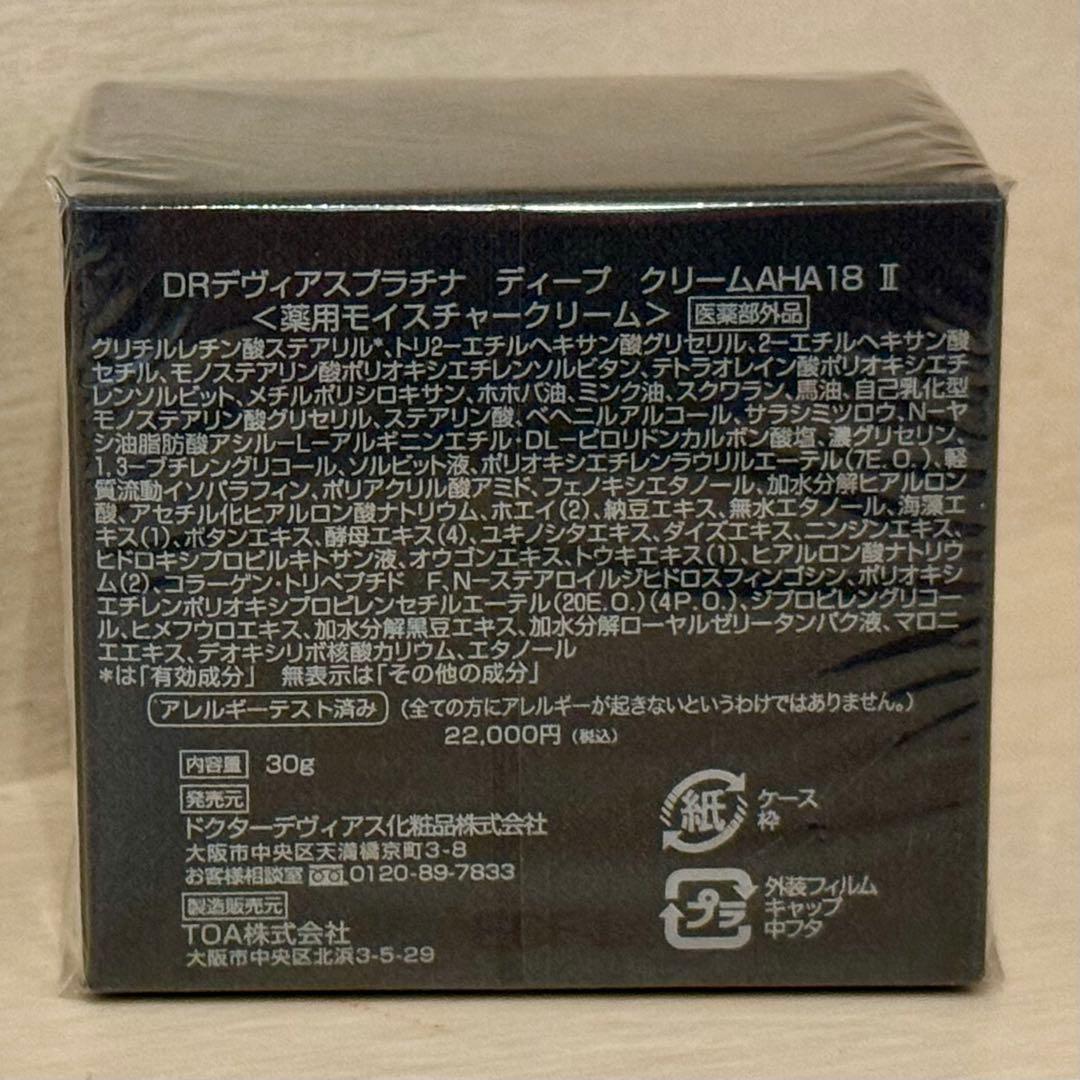 DRデヴィアスプラチナ ディープ クリームAHA18 Ⅱ
＜薬用モイスチャークリーム＞ 医薬部外品
グリチルレチン酸ステアリル*、トリ2-エチルヘキサン酸グリセリル、2-エチルヘキサン酸
セチル、モノステアリン酸ポリオキシエチレンソルビタン、テトラオレイン酸ポリオキシエチ
レンソルビット、メチルポリシロキサン、ホホバ油、ミンク油、スクワラン、馬油、自己乳化型
モノステアリン酸グリセリル、ステアリン酸、ベヘニルアルコール、サラシミツロウ、N-ヤ
シ油脂肪酸アシル-L-アルギニンエチル・DL-ピロリドンカルボン酸塩、濃グリセリン、
1,3-ブチレングリコール、ソルビット液、ポリオキシエチレンラウリルエーテル(7E.O.)、軽
質流動イソパラフィン、ポリアクリル酸アミド、フェノキシエタノール、加水分解ヒアルロン
酸、アセチル化ヒアルロン酸ナトリウム、ホエイ(2)、納豆エキス、無水エタノール、海藻エ
キス(1)、ボタンエキス、酵母エキス(4)、ユキノシタエキス、ダイズエキス、ニンジンエキス、
ヒドロキシプロピルキトサン液、オウゴンエキス、トウキエキス(1)、ヒアルロン酸ナトリウ
ム(2)、コラーゲン・トリペプチド F、N-ステアロイルジヒドロスフィンゴシン、ポリオキシ
エチレンポリオキシプロピレンセチルエーテル(20E.O.)(4P.O.)、ジプロピレングリコー
ル、ヒメフウロエキス、加水分解黒豆エキス、加水分解ローヤルゼリータンパク液、マロニ
エエキス、デオキシリボ核酸カリウム、エタノール
*は「有効成分」 無表示は「その他の成分」
アレルギーテスト済み (全ての方にアレルギーが起きないというわけではありません。)
22,000円 (税込)
内容量 30g
発売元
ドクターデヴィアス化粧品株式会社
大阪市中央区天満橋京町3-8
お客様相談室 0120-89-7833
製造販売元
TOA株式会社
大阪市中央区北浜3-5-29
紙 ケース
枠
プラ 外装フィルム
キャップ
中フタ